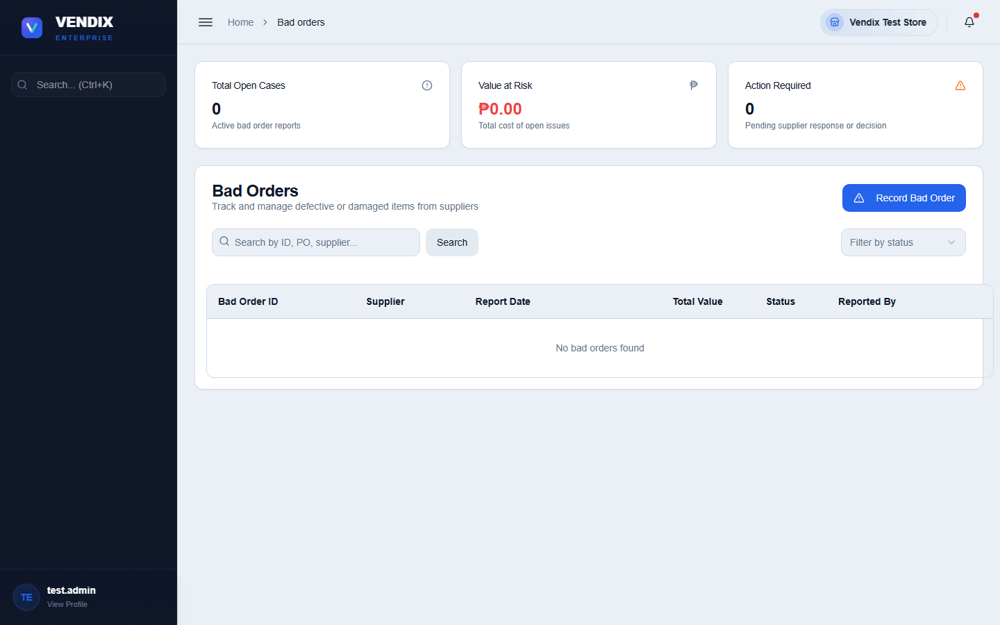 VENDIX
ENTERPRISE
Search... (Ctrl+K)
Home > Bad orders
Vendix Test Store
Total Open Cases
0
Active bad order reports
Value at Risk
₱
₱0.00
Total cost of open issues
Action Required
0
Pending supplier response or decision
Bad Orders
Track and manage defective or damaged items from suppliers
Record Bad Order
Search by ID, PO, supplier...
Search
Filter by status
Bad Order ID Supplier Report Date Total Value Status Reported By
No bad orders found
TE
test.admin
View Profile